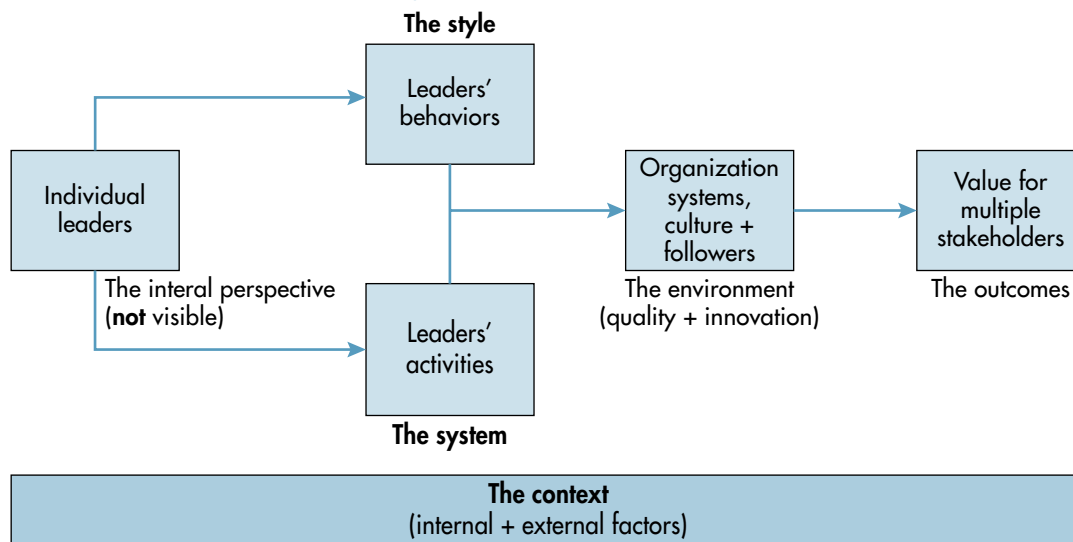 The style
Leaders'
behaviors
Individual
leaders
Organization
systems,
culture +
followers
Value for
multiple
stakeholders
The interal perspective
(not visible)
The environment
(quality + innovation)
The outcomes
Leaders'
activities
The system
The context
(internal + external factors)